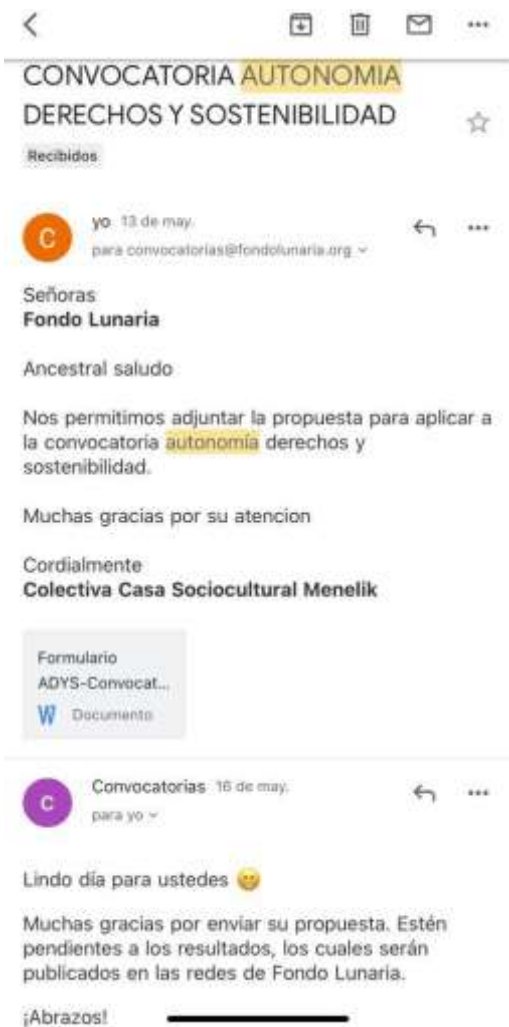 CONVOCATORIA AUTONOMIA
DERECHOS Y SOSTENIBILIDAD
Recibidos
C
yo 13 de may.
para convocatorias@fondolunaria.org
Señoras
Fondo Lunaria
Ancestral saludo
Nos permitimos adjuntar la propuesta para aplicar a
la convocatoria autonomía derechos y
sostenibilidad.
Muchas gracias por su atencion
Cordialmente
Colectiva Casa Sociocultural Menelik
Formulario
ADYS-Convocat...
W Documento
C
Convocatorias 16 de may.
para yo
Lindo día para ustedes
Muchas gracias por enviar su propuesta. Estén
pendientes a los resultados, los cuales serán
publicados en las redes de Fondo Lunaria.
¡Abrazos!